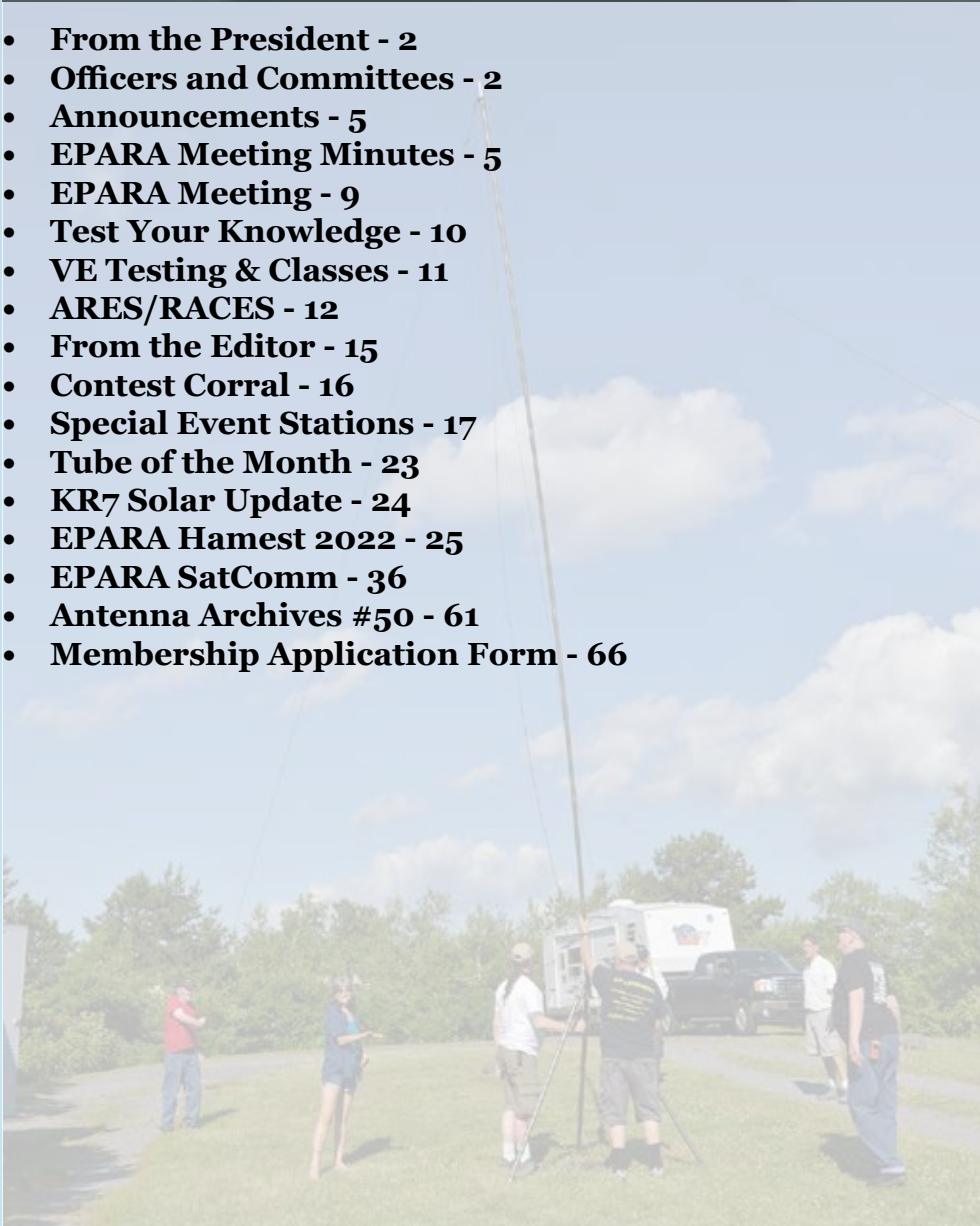 • From the President - 2
• Officers and Committees - 2
• Announcements - 5
• EPARA Meeting Minutes - 5
• EPARA Meeting - 9
• Test Your Knowledge - 10
• VE Testing & Classes - 11
• ARES/RACES - 12
• From the Editor - 15
• Contest Corral - 16
• Special Event Stations - 17
• Tube of the Month - 23
• KR7 Solar Update - 24
• EPARA Hamest 2022 - 25
• EPARA SatComm - 36
• Antenna Archives #50 - 61
• Membership Application Form - 66